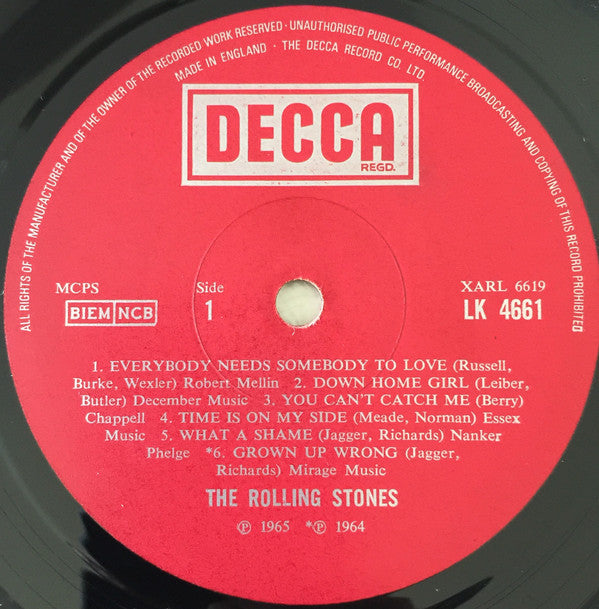 ALL RIGHTS OF THE MANUFACTURER AND OF THE OWNER OF THE RECORDED WORK RESERVED · UNAUTHORISED PUBLIC PERFORMANCE BROADCASTING AND COPYING OF THIS RECORD PROHIBITED
MADE IN ENGLAND · THE DECCA RECORD CO. LTD.
DECCA
REGD.
MCPS Side XARL 6619
BIEM NCB 1 LK 4661
1. EVERYBODY NEEDS SOMEBODY TO LOVE (Russell,
Burke, Wexler) Robert Mellin 2. DOWN HOME GIRL (Leiber,
Butler) December Music 3. YOU CAN'T CATCH ME (Berry)
Chappell 4. TIME IS ON MY SIDE (Meade, Norman) Essex
Music 5. WHAT A SHAME (Jagger, Richards) Nanker
Phelge *6. GROWN UP WRONG (Jagger,
Richards) Mirage Music
THE ROLLING STONES
℗ 1965 *℗ 1964